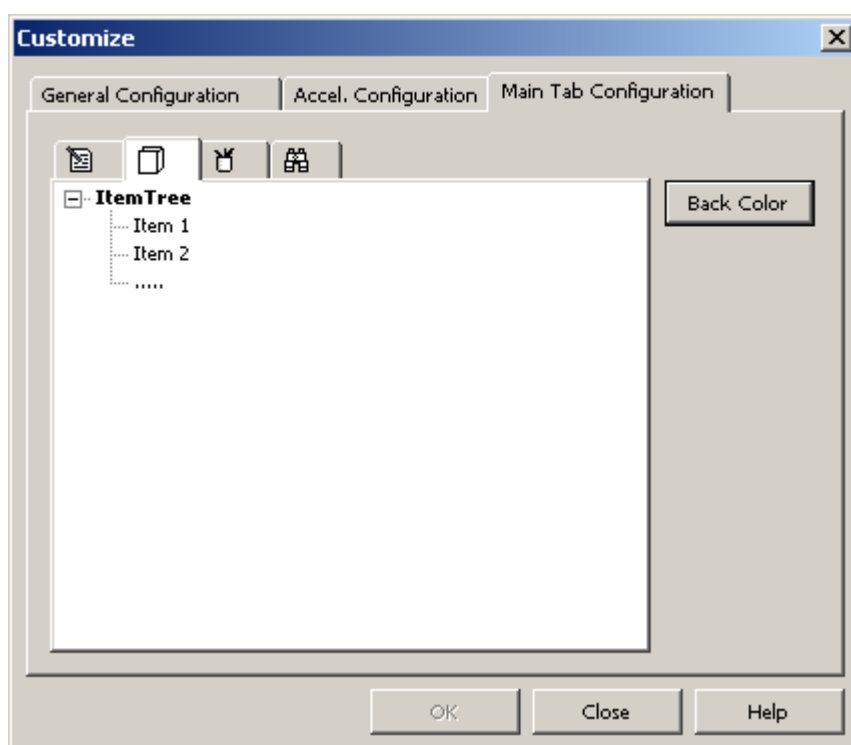 Customize
General Configuration
Accel. Configuration
Main Tab Configuration
ItemTree
Item 1
Item 2
.....
Back Color
OK
Close
Help